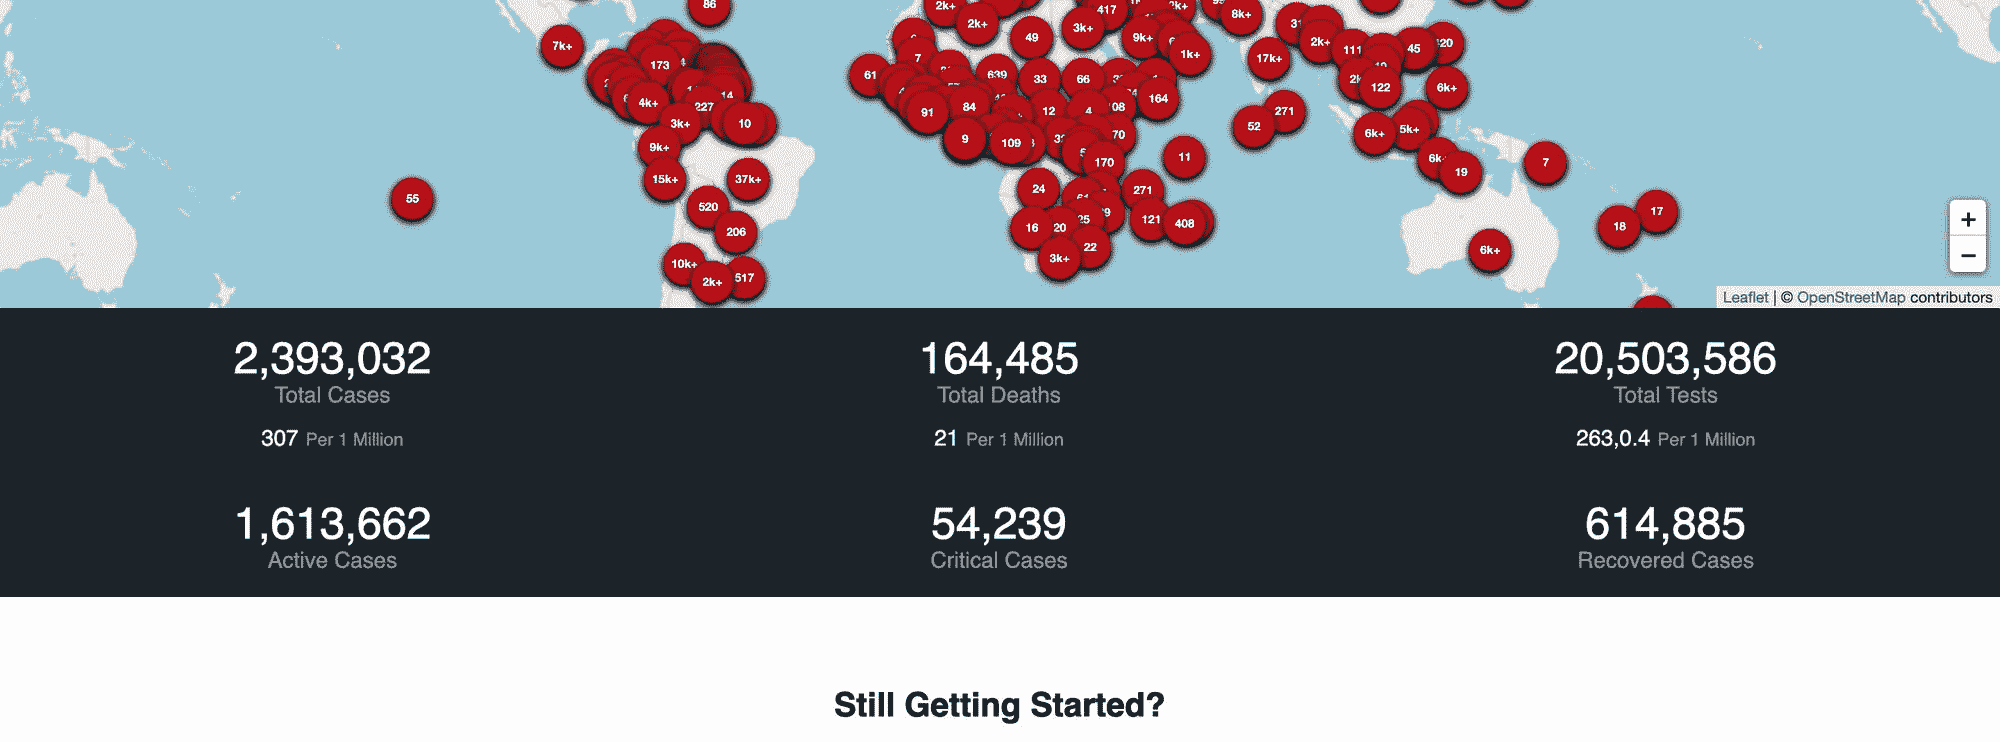 86
2k+
417
8k+
2k+
49
3k+
9k+
1k+
7k+
173
2k+
111
45
20
17k+
7
61
639
33
66
122
6k+
4k+
227
14
91
84
12
4
08
164
271
52
3k+
10
9
109
70
6k+
5k+
9k+
170
11
19
7
15k+
37k+
24
271
55
520
16
20
25
121
408
18
17
206
22
3k+
6k+
10k+
2k+
517
+
−
Leaflet | © OpenStreetMap contributors
2,393,032
Total Cases
307 Per 1 Million
164,485
Total Deaths
21 Per 1 Million
20,503,586
Total Tests
263,0.4 Per 1 Million
1,613,662
Active Cases
54,239
Critical Cases
614,885
Recovered Cases
Still Getting Started?